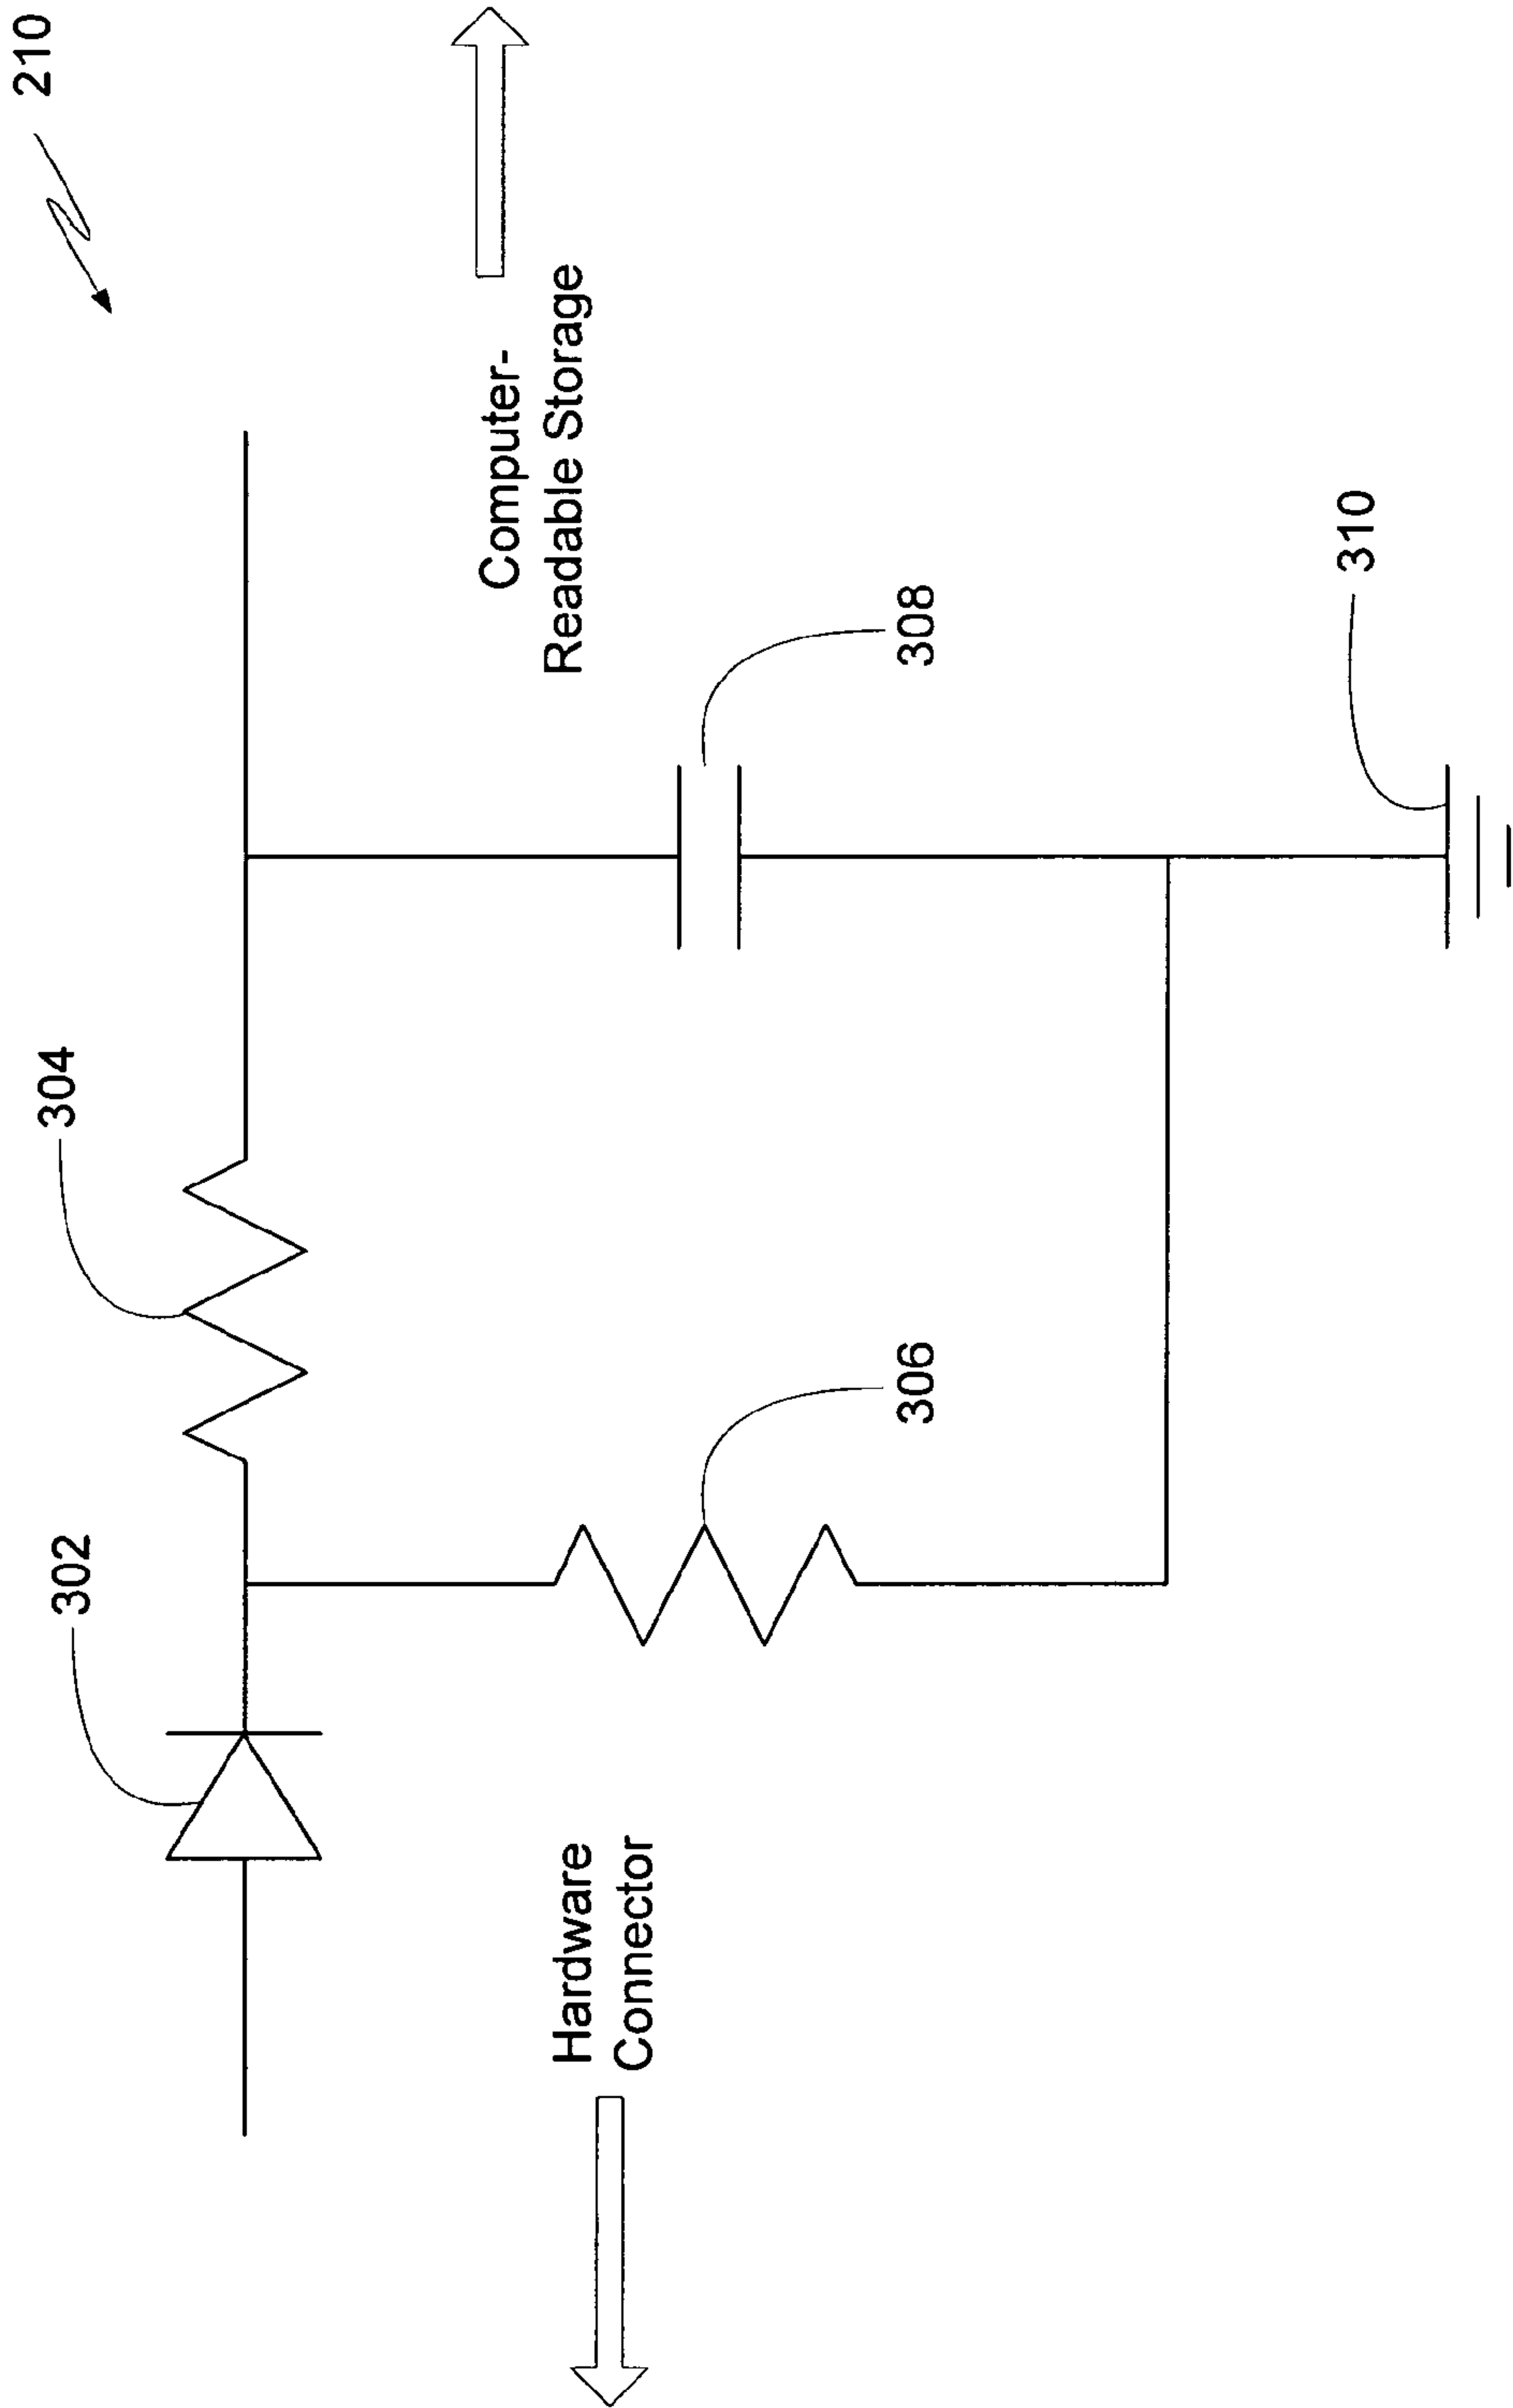 210
302
304
Hardware
Connector
306
308
Computer-
Readable Storage
310